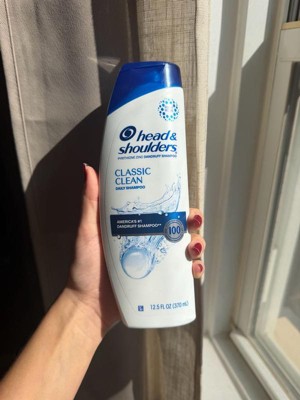 head &
shoulders
PYRITHIONE ZINC DANDRUFF SHAMPOO
CLASSIC
CLEAN
DAILY SHAMPOO
AMERICA'S #1
DANDRUFF SHAMPOO
100
12.5 FL OZ (370 mL)